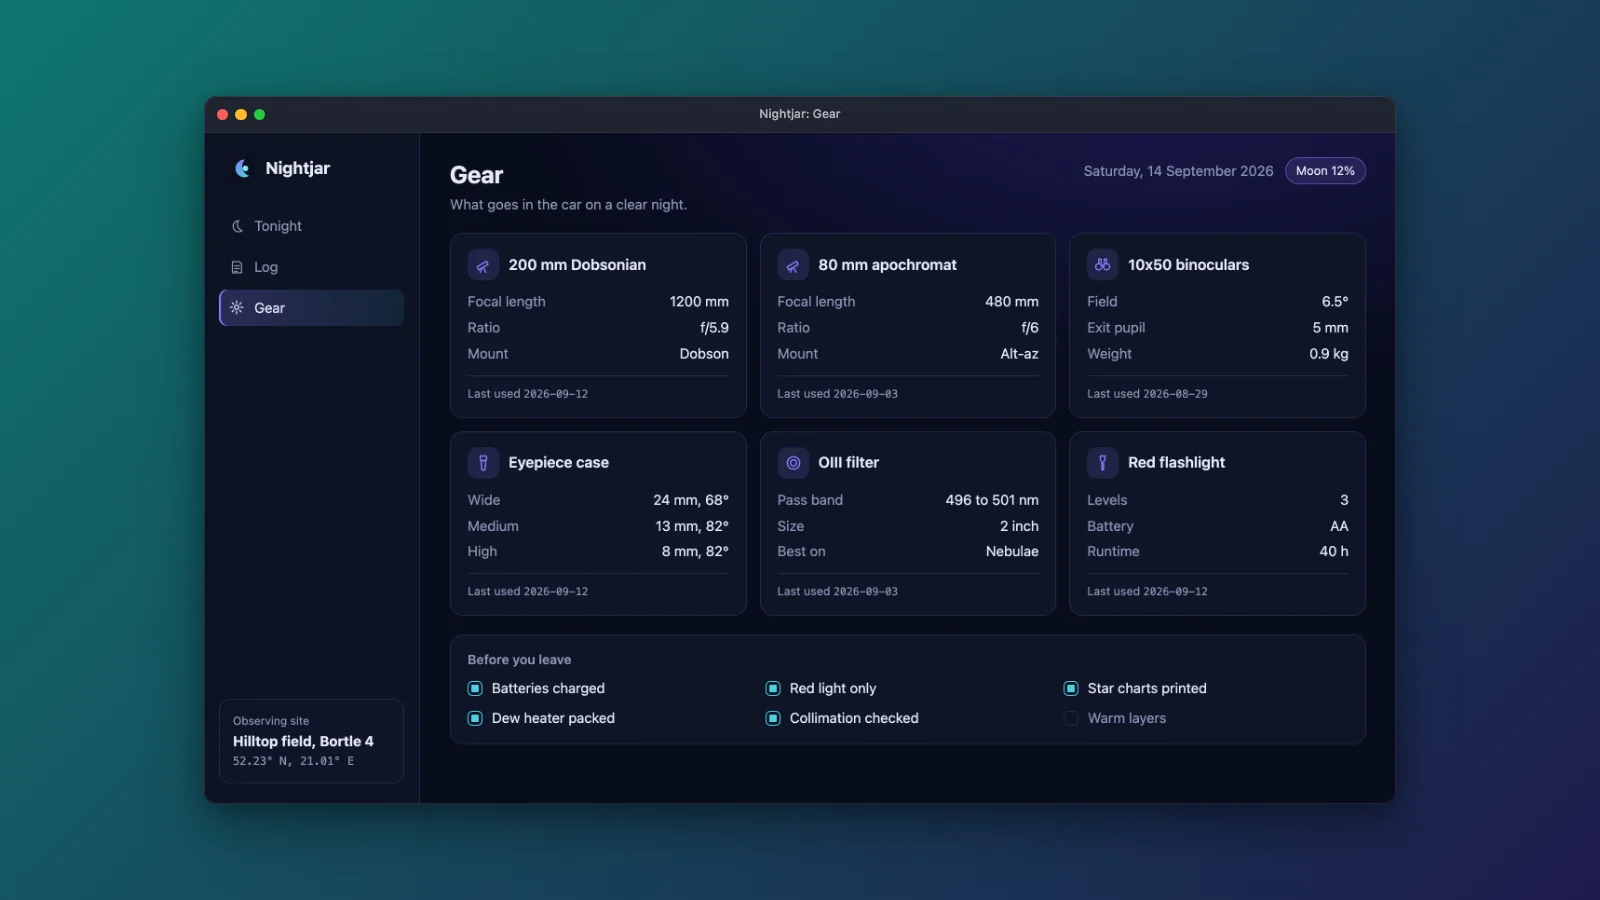 Nightjar: Gear
Nightjar
Tonight
Log
Gear
Observing site
Hilltop field, Bortle 4
52.23° N, 21.01° E
Gear
What goes in the car on a clear night.
Saturday, 14 September 2026
Moon 12%
200 mm Dobsonian
Focal length 1200 mm
Ratio f/5.9
Mount Dobson
Last used 2026-09-12
80 mm apochromat
Focal length 480 mm
Ratio f/6
Mount Alt-az
Last used 2026-09-03
10x50 binoculars
Field 6.5°
Exit pupil 5 mm
Weight 0.9 kg
Last used 2026-08-29
Eyepiece case
Wide 24 mm, 68°
Medium 13 mm, 82°
High 8 mm, 82°
Last used 2026-09-12
OIII filter
Pass band 496 to 501 nm
Size 2 inch
Best on Nebulae
Last used 2026-09-03
Red flashlight
Levels 3
Battery AA
Runtime 40 h
Last used 2026-09-12
Before you leave
Batteries charged
Red light only
Star charts printed
Dew heater packed
Collimation checked
Warm layers